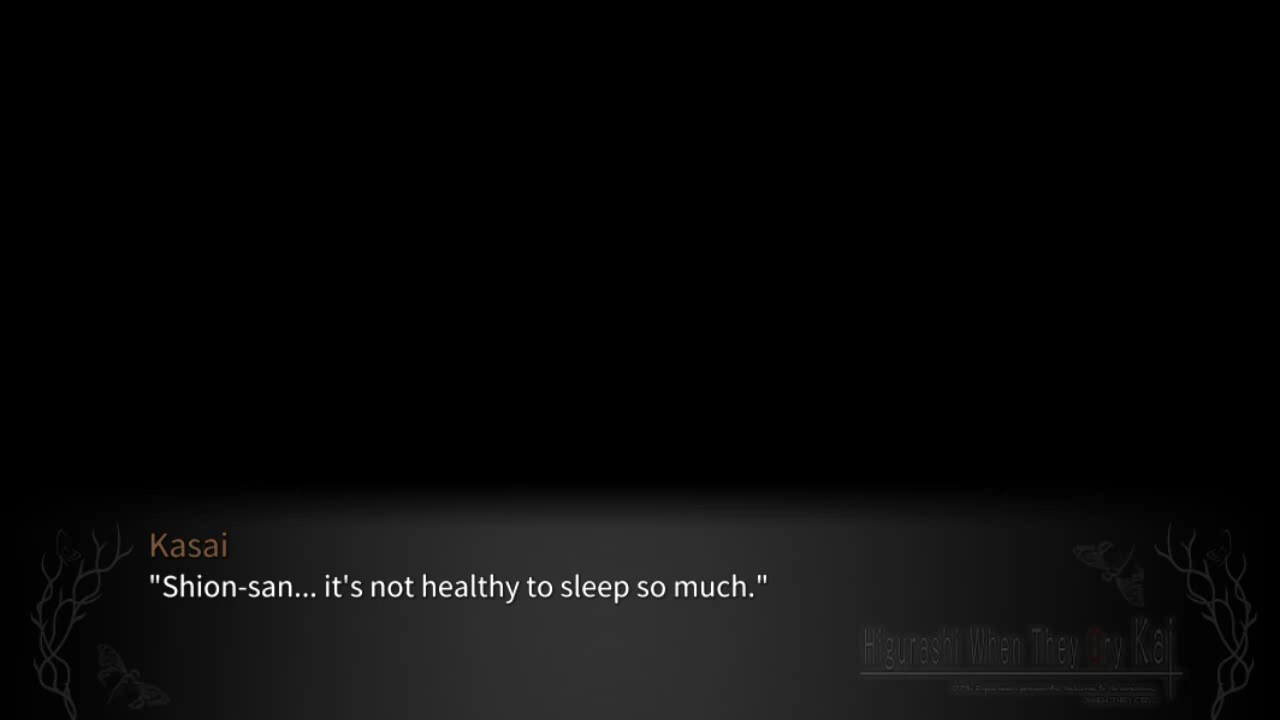 Kasai
"Shion-san... it's not healthy to sleep so much."
Higurashi When They Cry Kai